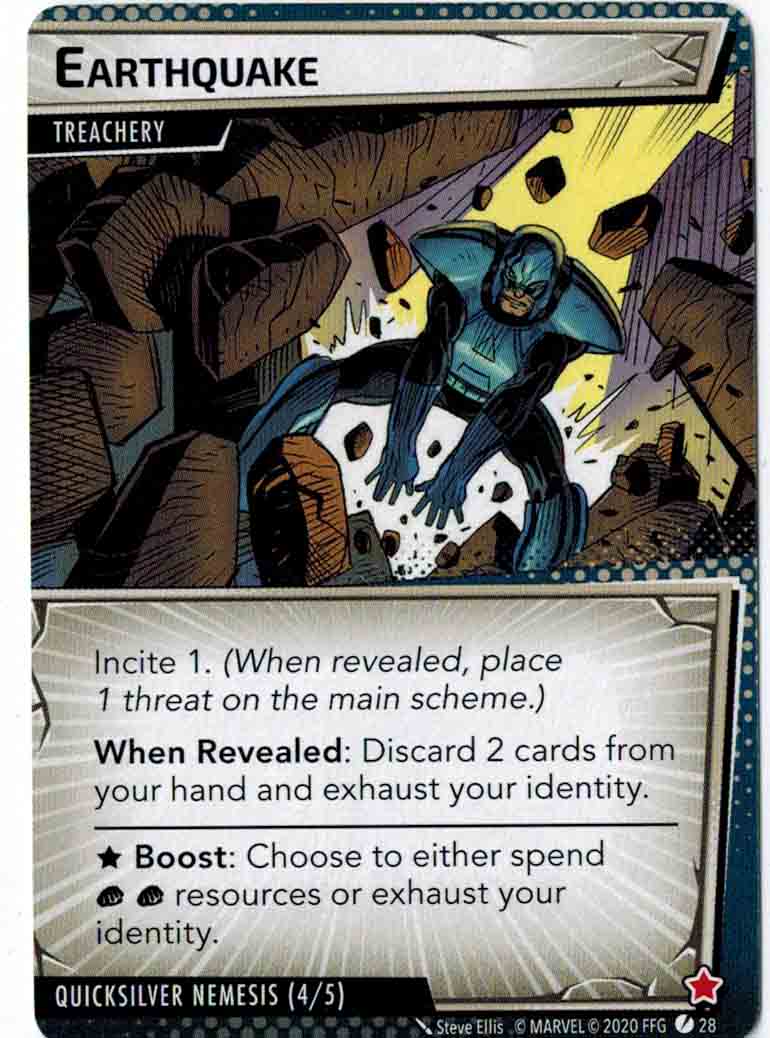 EARTHQUAKE
TREACHERY
Incite 1. (When revealed, place
1 threat on the main scheme.)
When Revealed: Discard 2 cards from
your hand and exhaust your identity.
★ Boost: Choose to either spend
resources or exhaust your
identity.
QUICKSILVER NEMESIS (4/5)
Steve Ellis . © MARVEL © 2020 FFG 28